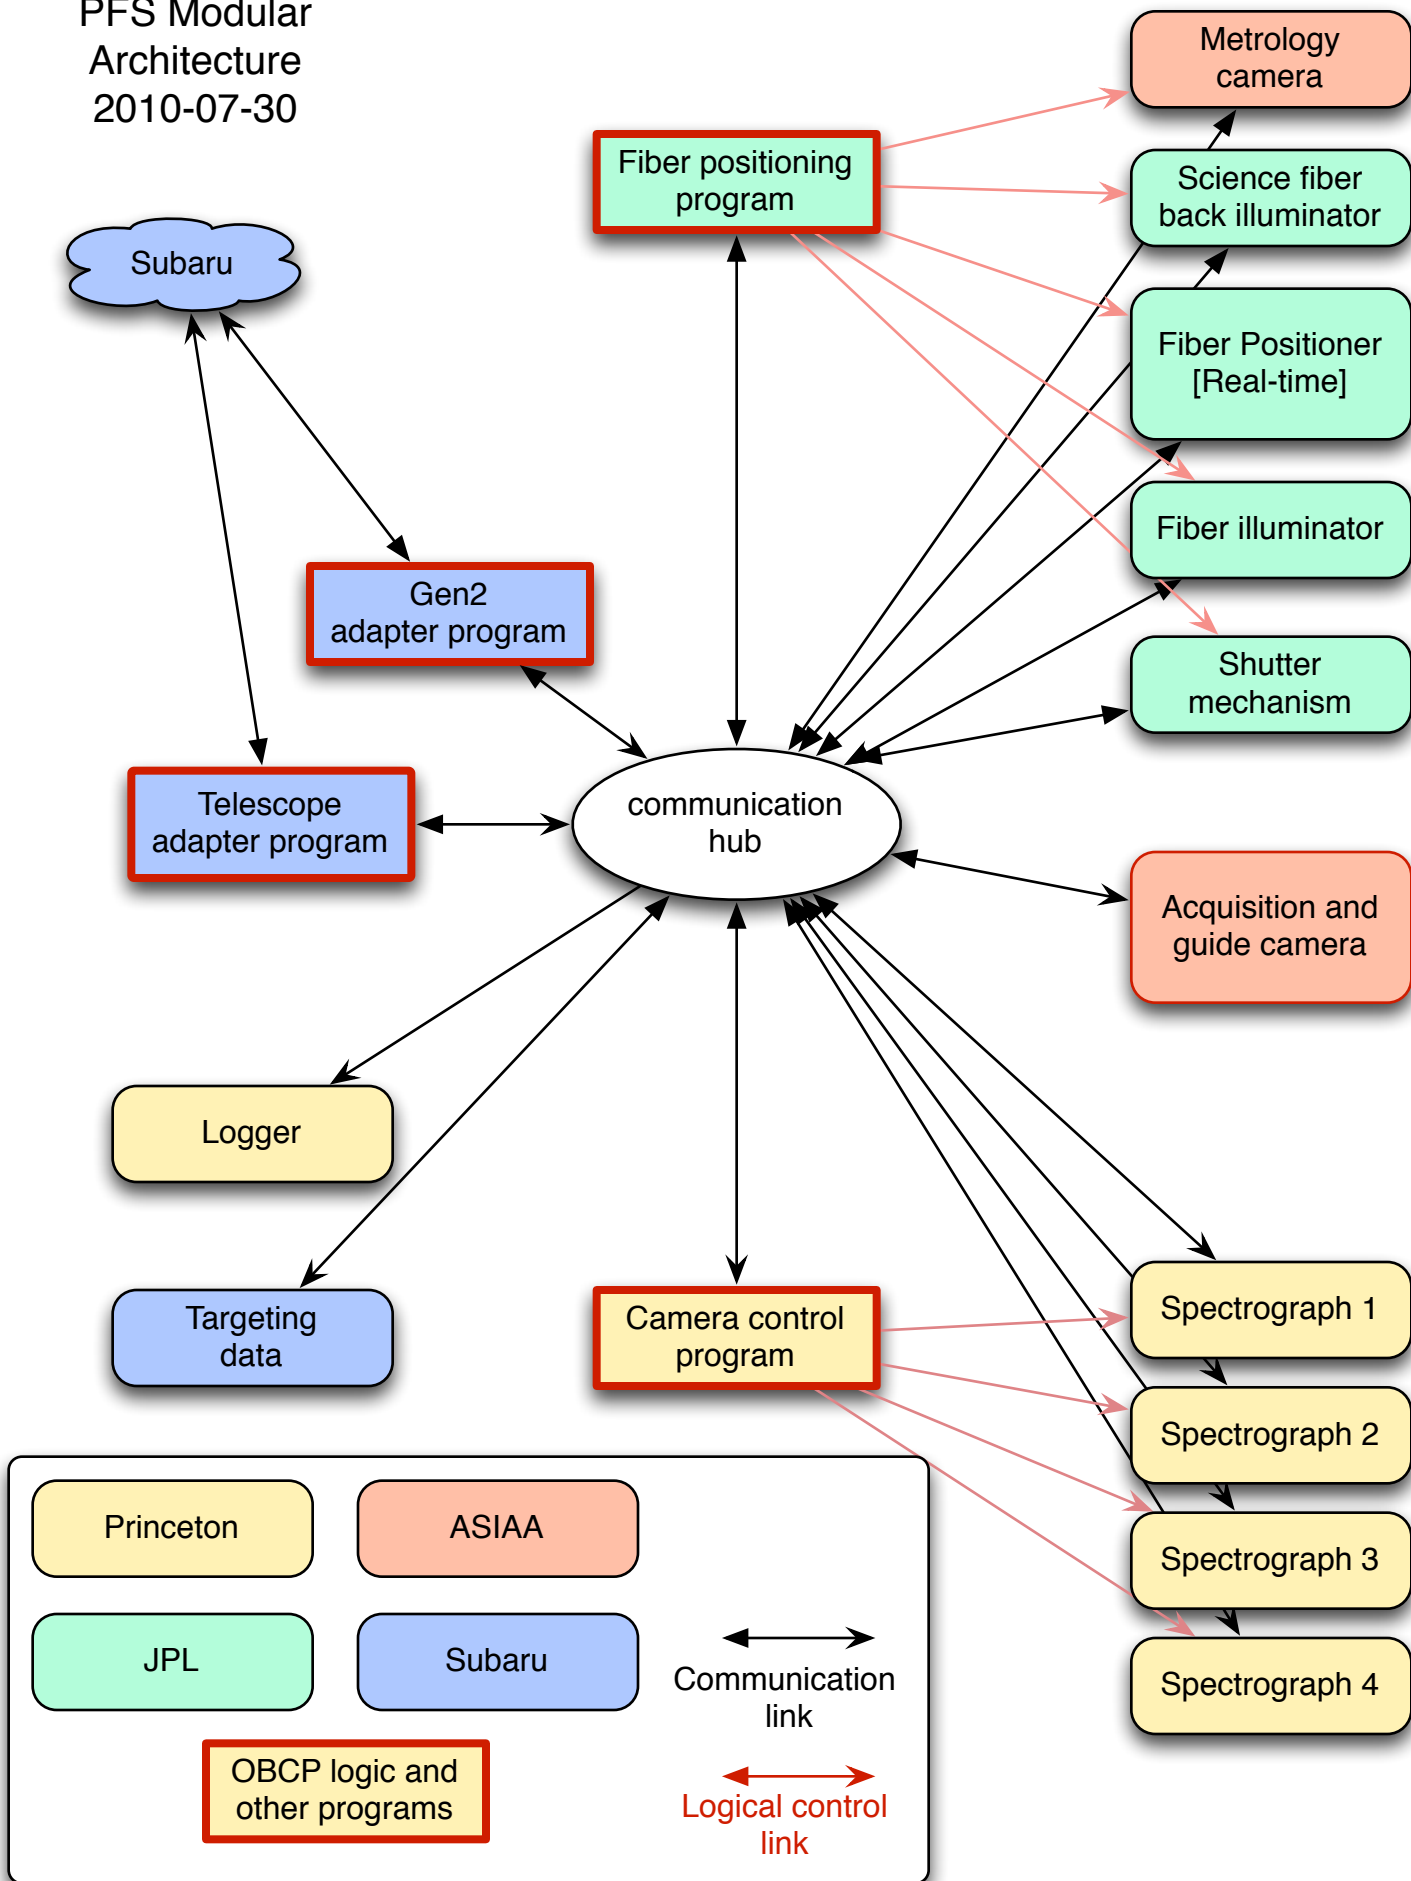 PFS Modular
Architecture
2010-07-30
Metrology
camera
Fiber positioning
program
Science fiber
back illuminator
Subaru
Fiber Positioner
[Real-time]
Fiber illuminator
Gen2
adapter program
Shutter
mechanism
Telescope
adapter program
communication
hub
Acquisition and
guide camera
Logger
Targeting
data
Camera control
program
Spectrograph 1
Spectrograph 2
Spectrograph 3
Spectrograph 4
Princeton
ASIAA
JPL
Subaru
Communication
link
OBCP logic and
other programs
Logical control
link